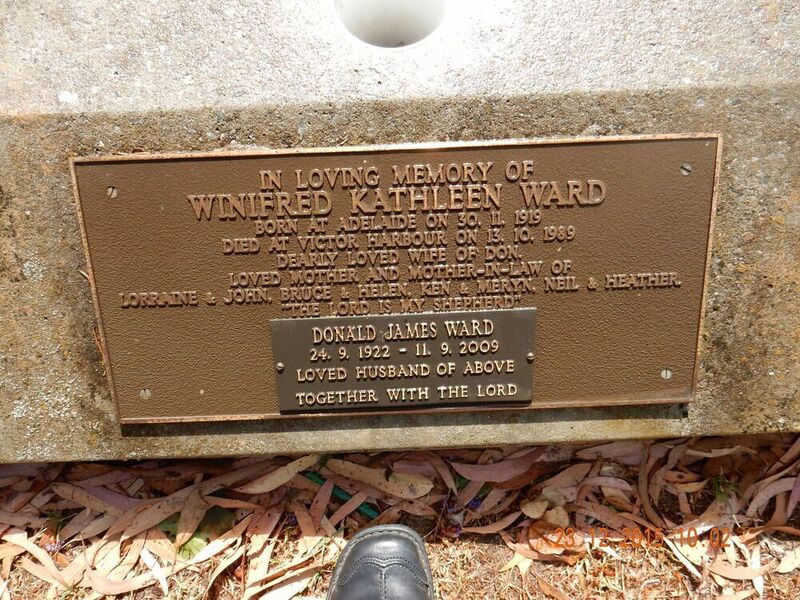 IN LOVING MEMORY OF
WINIFRED KATHLEEN WARD
BORN AT ADELAIDE ON 30. 11. 1919
DIED AT VICTOR HARBOUR ON 13. 10. 1989
DEARLY LOVED WIFE OF DON.
LOVED MOTHER AND MOTHER-IN-LAW OF
LORRAINE & JOHN, BRUCE & HELEN, KEN & MERYN, NEIL & HEATHER.
"THE LORD IS MY SHEPHERD"
DONALD JAMES WARD
24. 9. 1922 - 11. 9. 2009
LOVED HUSBAND OF ABOVE
TOGETHER WITH THE LORD
10:02